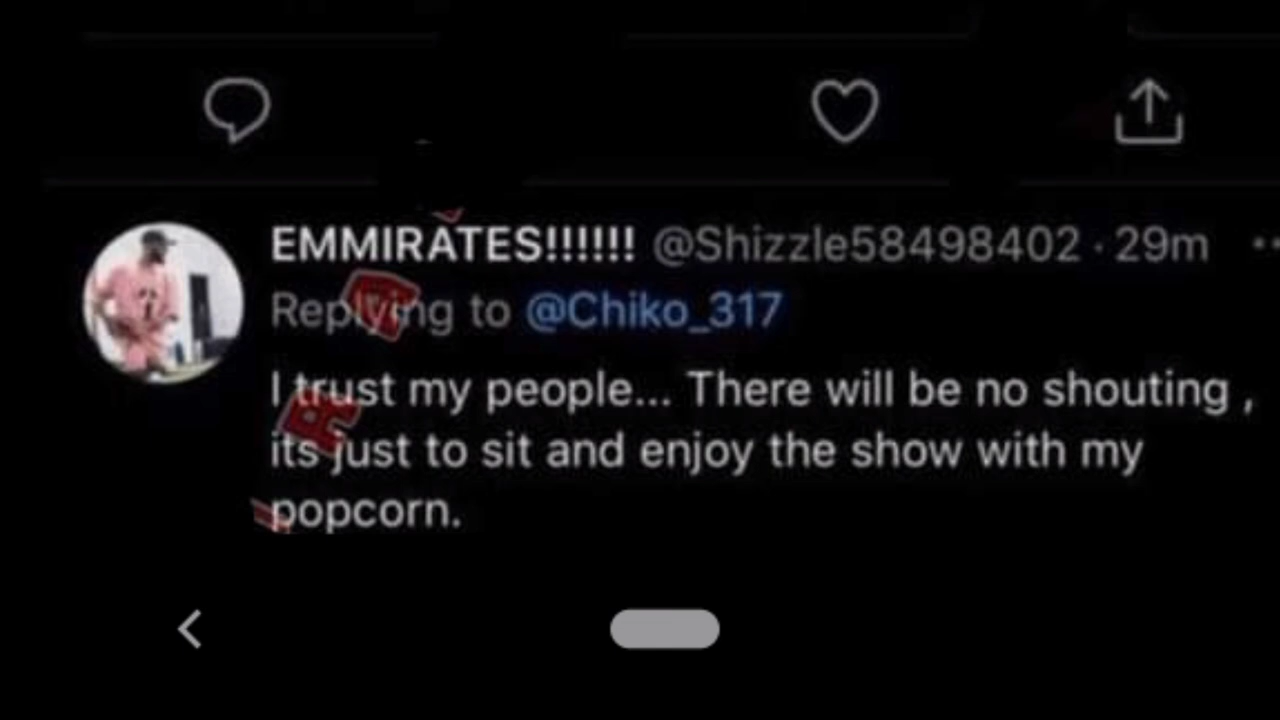 EMMIRATES!!!!!! @Shizzle58498402 · 29m
Replying to @Chiko_317
I trust my people... There will be no shouting ,
its just to sit and enjoy the show with my
popcorn.